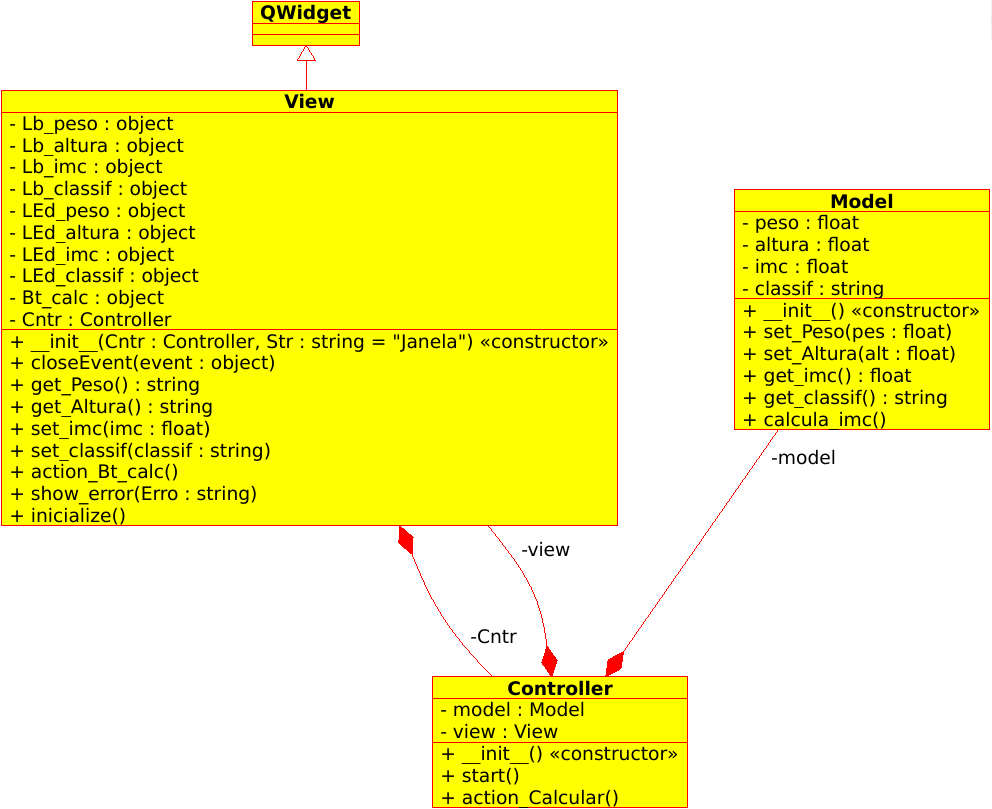 QWidget
View
- Lb_peso : object
- Lb_altura : object
- Lb_imc : object
- Lb_classif : object
- LEd_peso : object
- LEd_altura : object
- LEd_imc : object
- LEd_classif : object
- Bt_calc : object
- Cntr : Controller
+ __init__(Cntr : Controller, Str : string = "Janela") «constructor»
+ closeEvent(event : object)
+ get_Peso() : string
+ get_Altura() : string
+ set_imc(imc : float)
+ set_classif(classif : string)
+ action_Bt_calc()
+ show_error(Erro : string)
+ inicialize()
Model
- peso : float
- altura : float
- imc : float
- classif : string
+ __init__() «constructor»
+ set_Peso(pes : float)
+ set_Altura(alt : float)
+ get_imc() : float
+ get_classif() : string
+ calcula_imc()
-model
-view
-Cntr
Controller
- model : Model
- view : View
+ __init__() «constructor»
+ start()
+ action_Calcular()